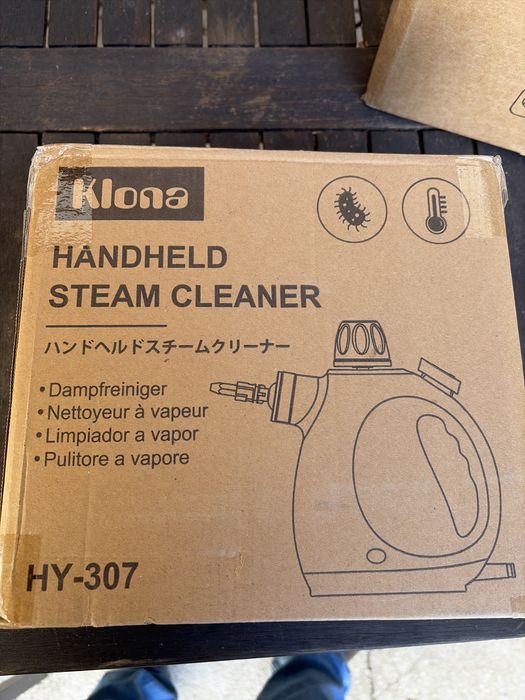 Klona
HANDHELD
STEAM CLEANER
ハンドヘルドスチームクリーナー
• Dampfreiniger
• Nettoyeur à vapeur
• Limpiador a vapor
• Pulitore a vapore
HY-307